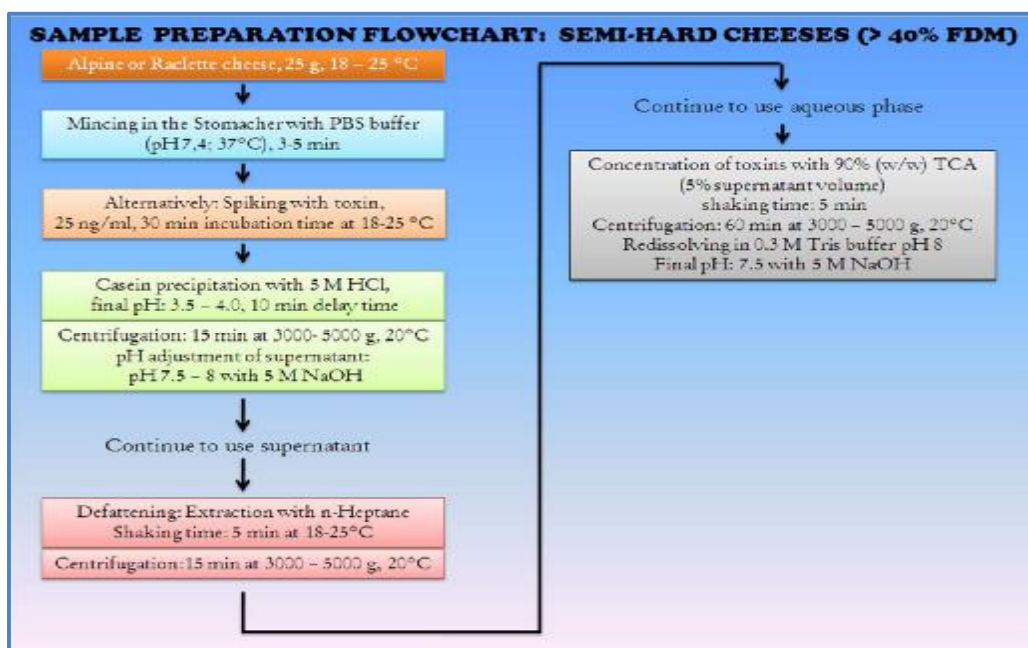 SAMPLE PREPARATION FLOWCHART: SEMI-HARD CHEESES (> 40% FDM)
Alpine or Raclette cheese, 25 g, 18 – 25 °C
Mincing in the Stomacher with PBS buffer
(pH 7,4; 37°C), 3-5 min
Alternatively: Spiking with toxin,
25 ng/ml, 30 min incubation time at 18-25 °C
Casein precipitation with 5 M HCl,
final pH: 3.5 – 4.0, 10 min delay time
Centrifugation: 15 min at 3000- 5000 g, 20°C
pH adjustment of supernatant:
pH 7.5 – 8 with 5 M NaOH
Continue to use supernatant
Defattening: Extraction with n-Heptane
Shaking time: 5 min at 18-25°C
Centrifugation: 15 min at 3000 – 5000 g, 20°C
Continue to use aqueous phase
Concentration of toxins with 90% (w/w) TCA
(5% supernatant volume)
shaking time: 5 min
Centrifugation: 60 min at 3000 – 5000 g, 20°C
Redissolving in 0.3 M Tris buffer pH 8
Final pH: 7.5 with 5 M NaOH